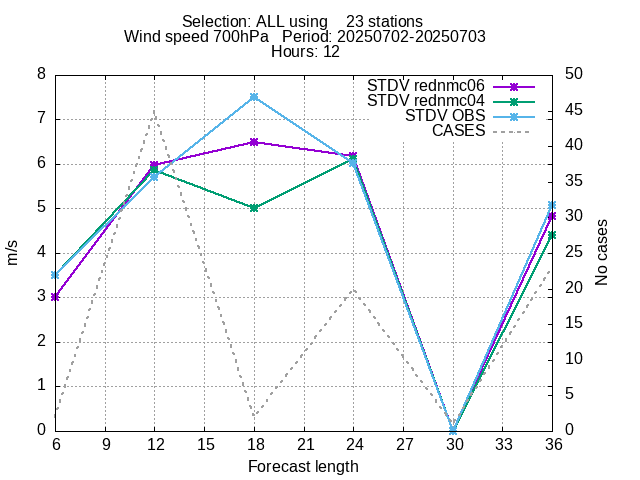 Selection: ALL using    23 stations
Wind speed 700hPa   Period: 20250702-20250703
Hours: 12
STDV rednmc06
STDV rednmc04
STDV OBS
CASES
8
7
6
5
4
3
2
1
0
m/s
50
45
40
35
30
25
20
15
10
5
0
No cases
6 9 12 15 18 21 24 27 30 33 36
Forecast length